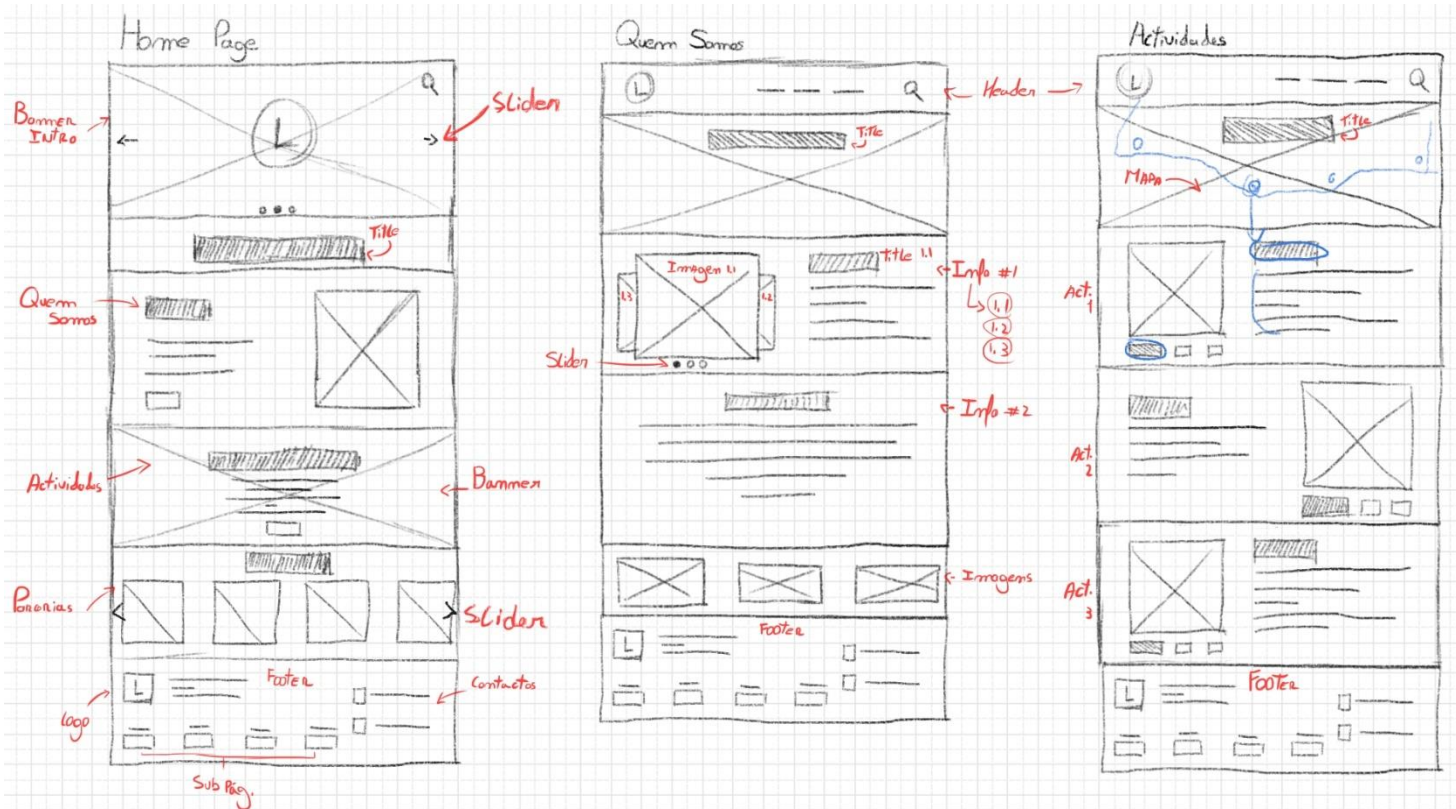 Home Page
Banner
INTRO
L
Slider
Title
Quem
Somos
Actividades
Banner
Slider
Footer
L
Logo
Contactos
Sub Pág.
Quem Somos
L
Header
Title
Imagem 1.1
1.3
1.2
Title 1.1
Info #1
1.1
1.2
1.3
Slider
Info #2
Imagens
Footer
L
Actividades
L
Title
MAPA
Act.
1
Act.
2
Act.
3
Footer
L